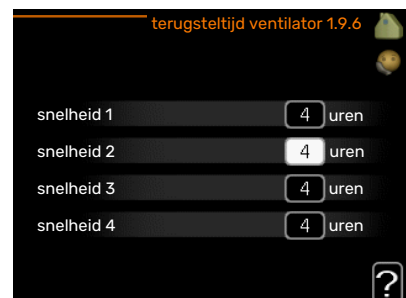 terugsteltijd ventilator 1.9.6
snelheid 1 4 uren
snelheid 2 4 uren
snelheid 3 4 uren
snelheid 4 4 uren
?